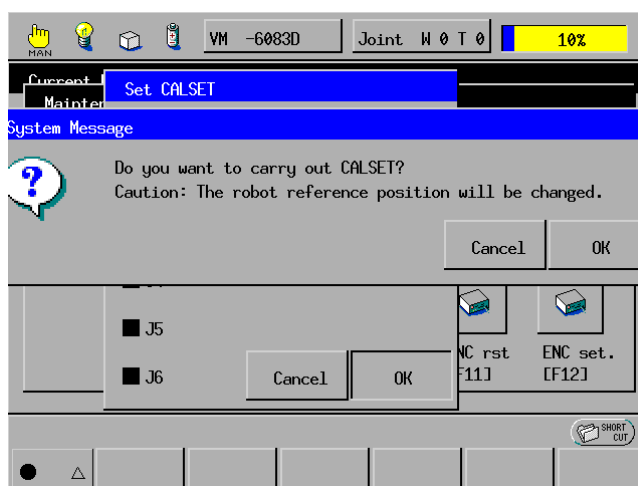 MAN
VM -6083D
Joint W 0 T 0
10%
Current
Mainten
Set CALSET
System Message
?
Do you want to carry out CALSET?
Caution: The robot reference position will be changed.
Cancel
OK
J5
J6
Cancel
OK
NC rst
F11]
ENC set.
[F12]
SHORT
CUT